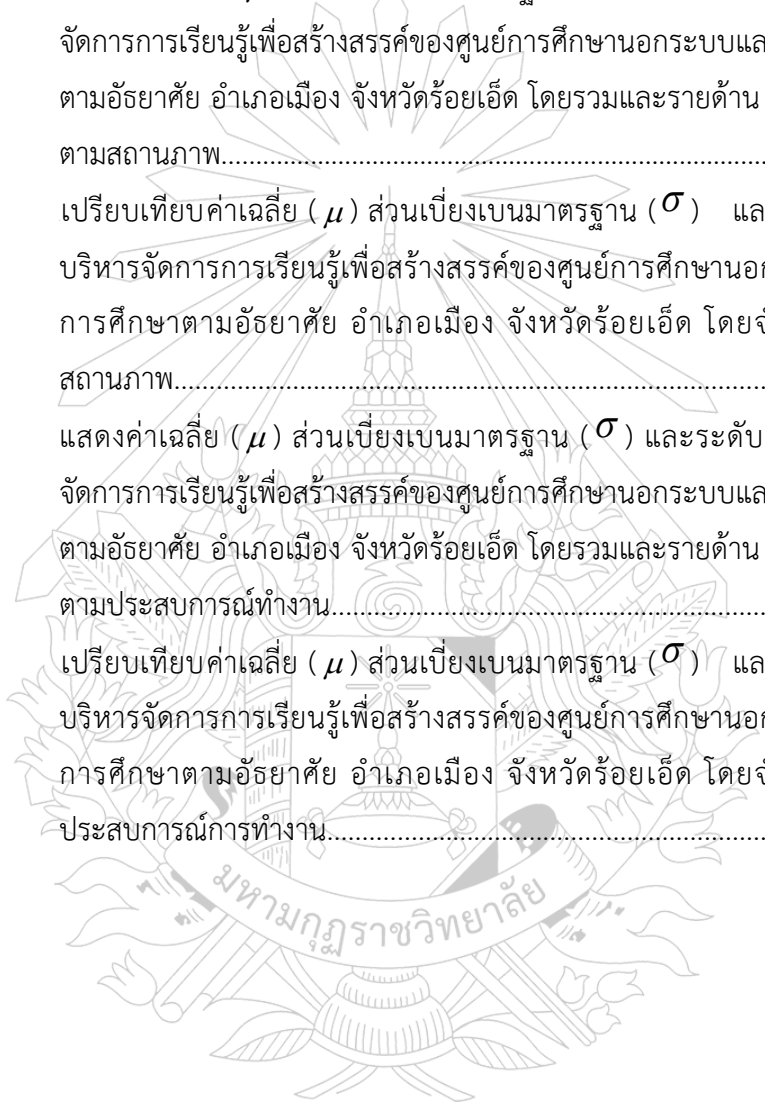 จัดการการเรียนรู้เพื่อสร้างสรรค์ของศูนย์การศึกษานอกระบบและ
ตามอัธยาศัย อำเภอเมือง จังหวัดร้อยเอ็ด โดยรวมและรายด้าน
ตามสถานภาพ................................................................................
เปรียบเทียบค่าเฉลี่ย ( μ ) ส่วนเบี่ยงเบนมาตรฐาน ( σ ) และ
บริหารจัดการการเรียนรู้เพื่อสร้างสรรค์ของศูนย์การศึกษานอก
การศึกษาตามอัธยาศัย อำเภอเมือง จังหวัดร้อยเอ็ด โดยจ
สถานภาพ.......................................................................................
แสดงค่าเฉลี่ย ( μ ) ส่วนเบี่ยงเบนมาตรฐาน ( σ ) และระดับ
จัดการการเรียนรู้เพื่อสร้างสรรค์ของศูนย์การศึกษานอกระบบและ
ตามอัธยาศัย อำเภอเมือง จังหวัดร้อยเอ็ด โดยรวมและรายด้าน
ตามประสบการณ์ทำงาน................................................................
เปรียบเทียบค่าเฉลี่ย ( μ ) ส่วนเบี่ยงเบนมาตรฐาน ( σ ) และ
บริหารจัดการการเรียนรู้เพื่อสร้างสรรค์ของศูนย์การศึกษานอก
การศึกษาตามอัธยาศัย อำเภอเมือง จังหวัดร้อยเอ็ด โดยจ
ประสบการณ์การทำงาน................................................................
มหามกุฏราชวิทยาลัย